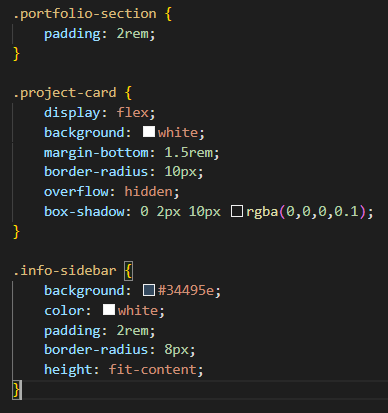 .portfolio-section {
    padding: 2rem;
}

.project-card {
    display: flex;
    background: white;
    margin-bottom: 1.5rem;
    border-radius: 10px;
    overflow: hidden;
    box-shadow: 0 2px 10px rgba(0,0,0,0.1);
}

.info-sidebar {
    background: #34495e;
    color: white;
    padding: 2rem;
    border-radius: 8px;
    height: fit-content;
}